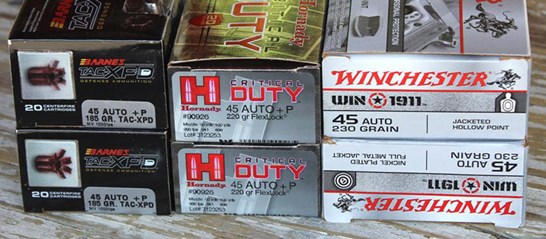 BARNES
TAC-XPD
DEFENSE AMMUNITION
20 CENTERFIRE CARTRIDGES
45 AUTO +P
185 GR. TAC-XPD
BARNES
TAC-XPD
DEFENSE AMMUNITION
20 CENTERFIRE CARTRIDGES
45 AUTO +P
185 GR. TAC-XPD
DUTY
H
Hornady
CRITICAL
DUTY
#90926
45 AUTO +P
220 gr FlexLock
Lot #
H
Hornady
CRITICAL
DUTY
#90926
45 AUTO +P
220 gr FlexLock
Lot #
WINCHESTER
WIN 1911
45 AUTO
230 GRAIN
JACKETED
HOLLOW POINT
45 AUTO
230 GRAIN
NICKEL PLATED
FULL METAL JACKET
WINCHESTER
WIN 1911